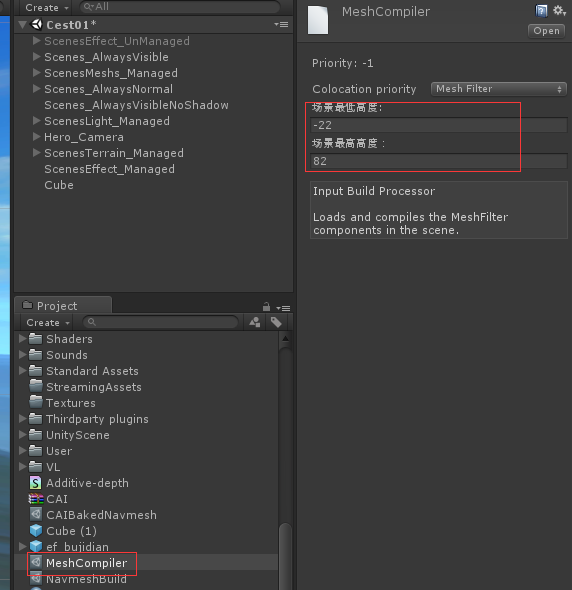 Create
All
Cest01*
ScenesEffect_UnManaged
Scenes_AlwaysVisible
ScenesMeshs_Managed
Scenes_AlwaysNormal
Scenes_AlwaysVisibleNoShadow
ScenesLight_Managed
Hero_Camera
ScenesTerrain_Managed
ScenesEffect_Managed
Cube
Project
Create
Shaders
Sounds
Standard Assets
StreamingAssets
Textures
Thirdparty plugins
UnityScene
User
VL
Additive-depth
CAI
CAIBakedNavmesh
Cube (1)
ef_bujidian
MeshCompiler
NavmeshBuild
MeshCompiler
Open
Priority: -1
Colocation priority Mesh Filter
场景最低高度:
-22
场景最高高度:
82
Input Build Processor
Loads and compiles the MeshFilter
components in the scene.